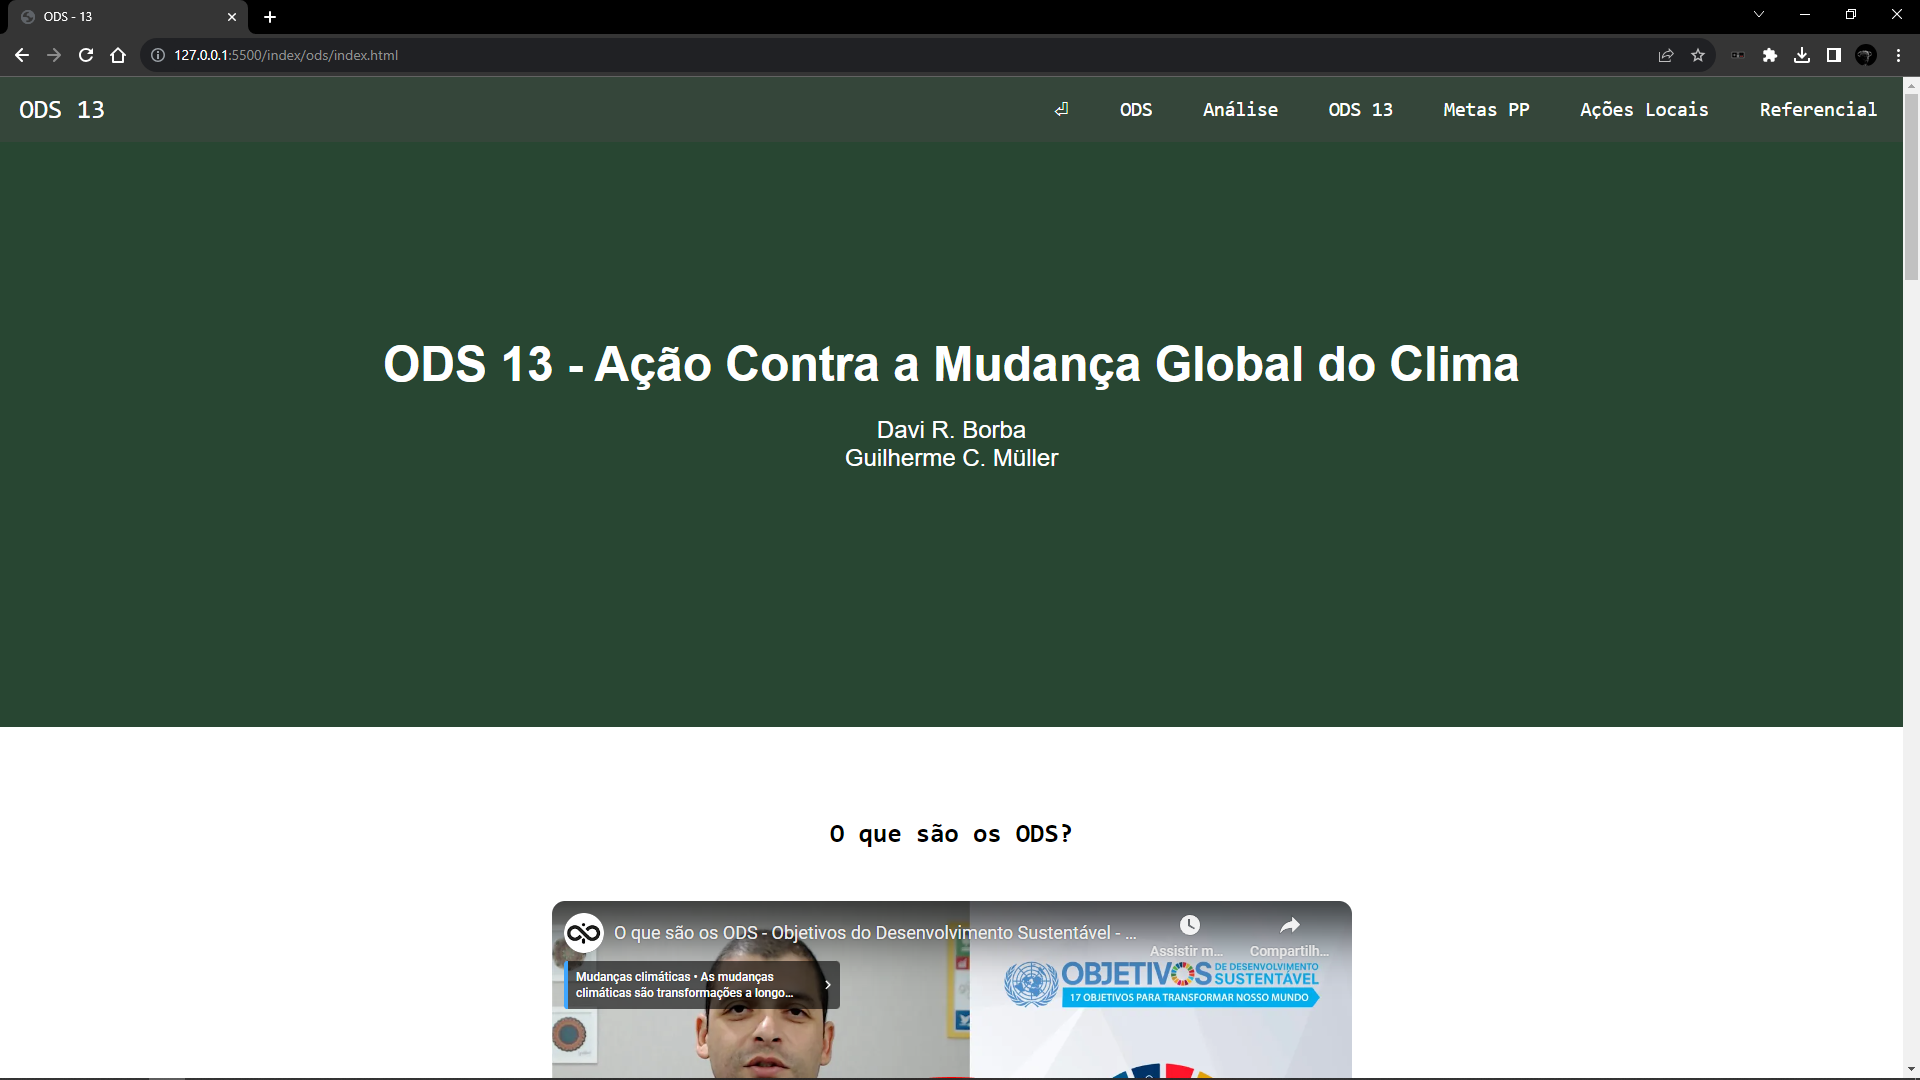 ODS - 13
127.0.0.1:5500/index/ods/index.html
ODS 13
⏎ ODS Análise ODS 13 Metas PP Ações Locais Referencial
ODS 13 - Ação Contra a Mudança Global do Clima
Davi R. Borba
Guilherme C. Müller
O que são os ODS?
O que são os ODS - Objetivos do Desenvolvimento Sustentável - ...
Assistir m...
Compartilh...
Mudanças climáticas • As mudanças
climáticas são transformações a longo...
OBJETIVOS DE DESENVOLVIMENTO
SUSTENTÁVEL
17 OBJETIVOS PARA TRANSFORMAR NOSSO MUNDO